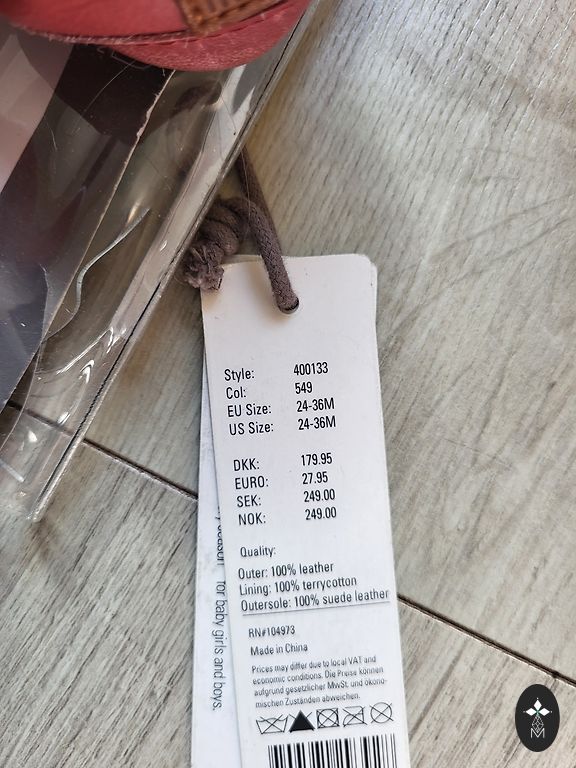 Style: 400133
Col: 549
EU Size: 24-36M
US Size: 24-36M
DKK: 179.95
EURO: 27.95
SEK: 249.00
NOK: 249.00
Quality:
Outer: 100% leather
Lining: 100% terrycotton
Outersole: 100% suede leather
RN#104973
Made in China
Prices may differ due to local VAT and
economic conditions. Die Preise können
aufgrund gesetzlicher MwSt. und ökono-
mischen Zuständen abweichen.
for baby girls and boys.
M